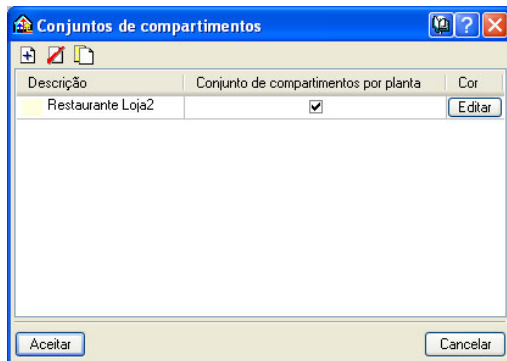 Conjuntos de compartimentos
Descrição Conjunto de compartimentos por planta Cor
Restaurante Loja2 Editar
Aceitar Cancelar